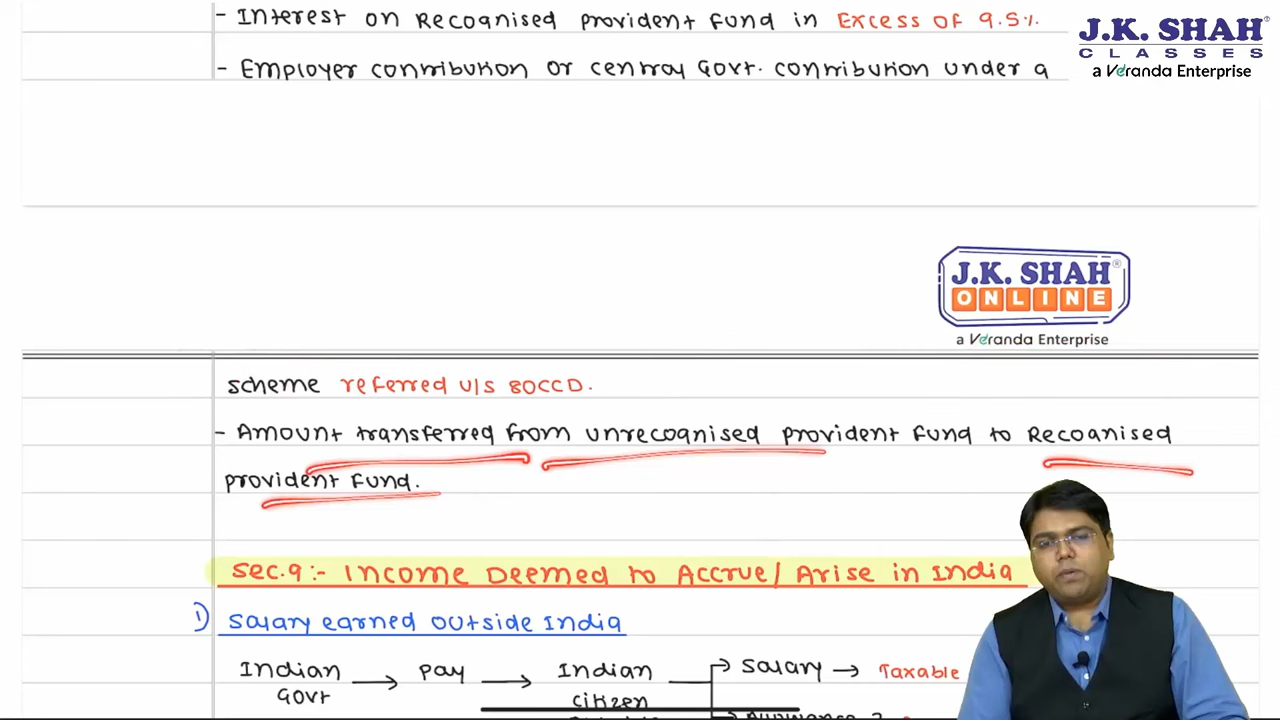 - Interest on Recognised provident Fund in Excess of 9.5%.
J.K. SHAH®
CLASSES
a Veranda Enterprise
- Employer contribution or central Govt. contribution under a
J.K. SHAH®
ONLINE
a Veranda Enterprise
scheme referred u/s 80CCD.
- Amount transferred from unrecognised provident fund to Recognised
provident fund.
Sec.9:- Income Deemed to Accrue/ Arise in India
1) Salary earned outside India
Indian Pay Indian Salary → Taxable
Govt citizen